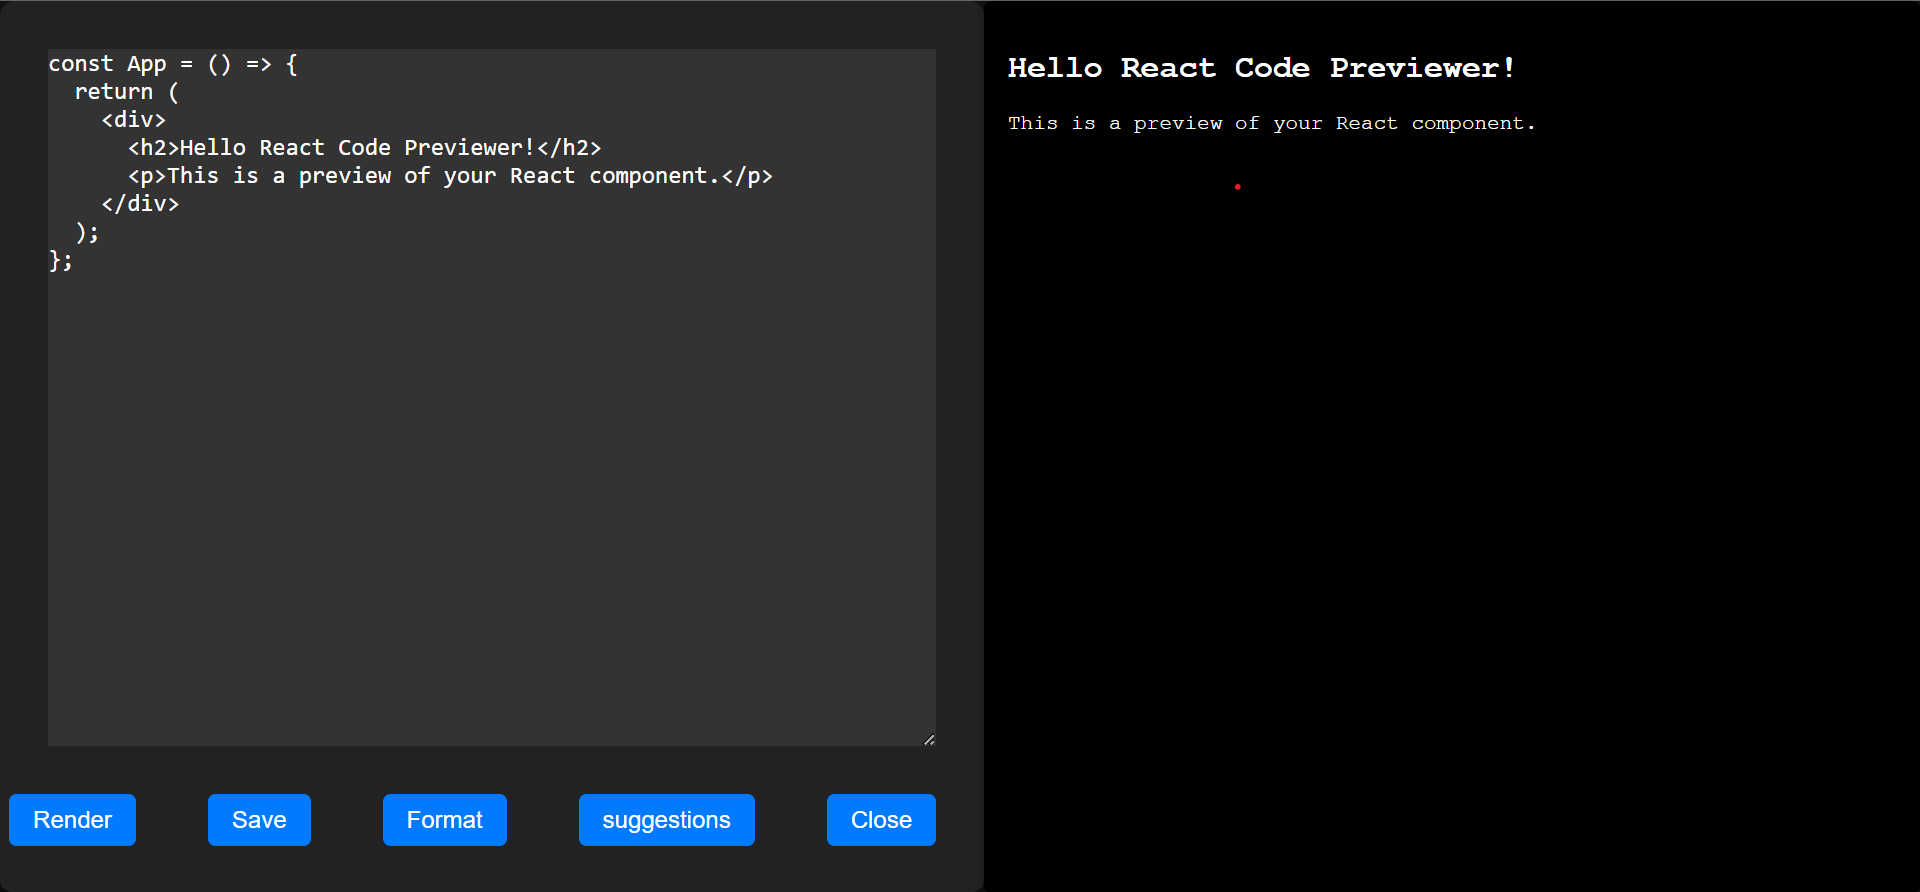 const App = () => {
  return (
    <div>
      <h2>Hello React Code Previewer!</h2>
      <p>This is a preview of your React component.</p>
    </div>
  );
};
Render
Save
Format
suggestions
Close
Hello React Code Previewer!
This is a preview of your React component.